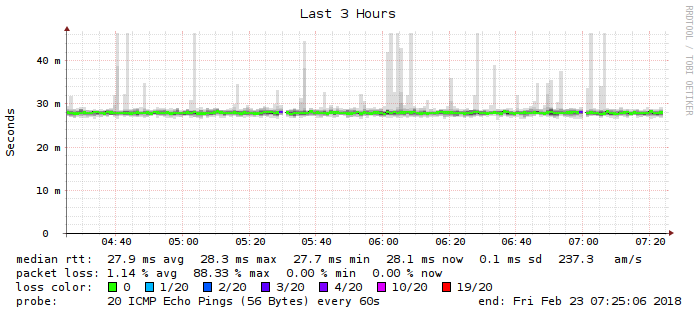 Last 3 Hours
RRDTOOL / TOBI OETIKER
Seconds
40 m
30 m
20 m
10 m
0
04:40 05:00 05:20 05:40 06:00 06:20 06:40 07:00 07:20
median rtt: 27.9 ms avg 28.3 ms max 27.7 ms min 28.1 ms now 0.1 ms sd 237.3 am/s
packet loss: 1.14 % avg 88.33 % max 0.00 % min 0.00 % now
loss color: 0 1/20 2/20 3/20 4/20 10/20 19/20
probe: 20 ICMP Echo Pings (56 Bytes) every 60s end: Fri Feb 23 07:25:06 2018